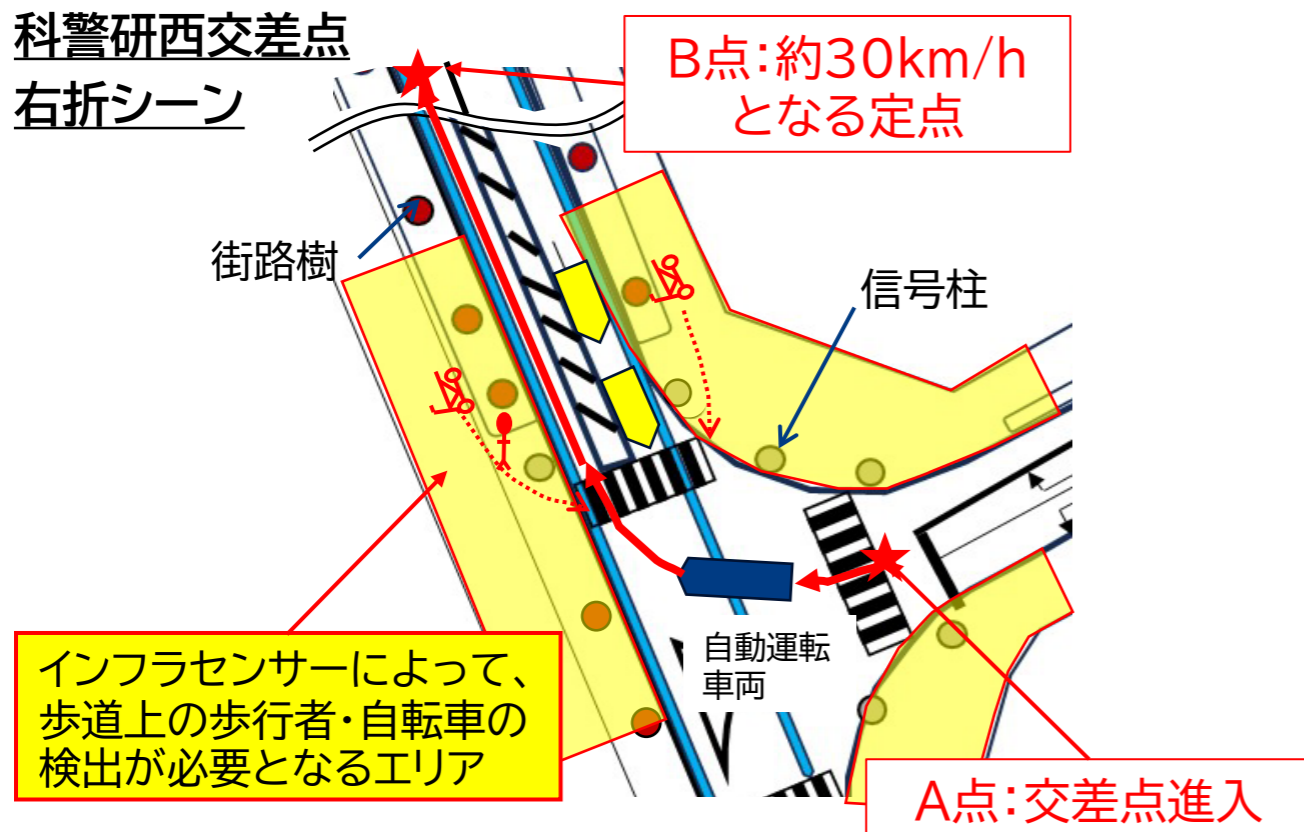 科警研西交差点
右折シーン
B点：約30km/h
となる定点
街路樹
信号柱
自動運転
車両
インフラセンサーによって、
歩道上の歩行者・自転車の
検出が必要となるエリア
A点：交差点進入